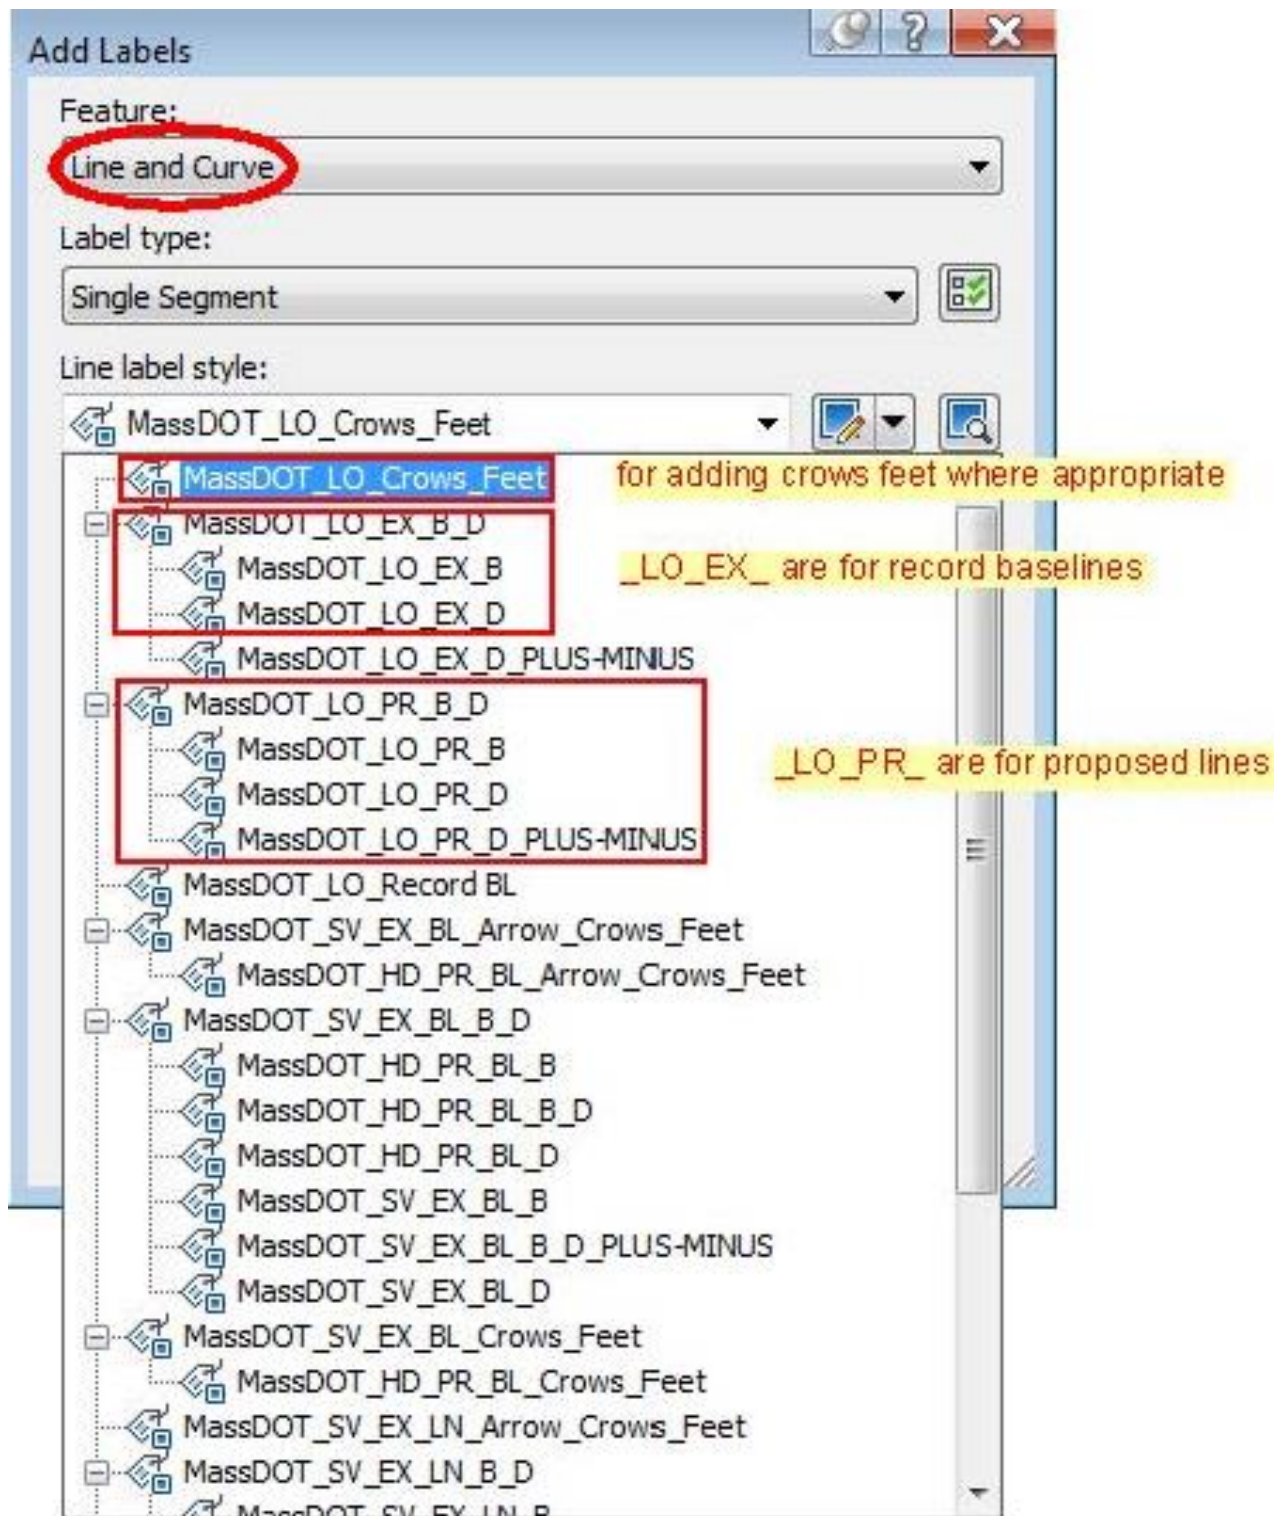 Add Labels
Feature:
Line and Curve
Label type:
Single Segment
Line label style:
MassDOT_LO_Crows_Feet
MassDOT_LO_Crows_Feet for adding crows feet where appropriate
MassDOT_LO_EX_B_D
MassDOT_LO_EX_B _LO_EX_ are for record baselines
MassDOT_LO_EX_D
MassDOT_LO_EX_D_PLUS-MINUS
MassDOT_LO_PR_B_D
MassDOT_LO_PR_B _LO_PR_ are for proposed lines
MassDOT_LO_PR_D
MassDOT_LO_PR_D_PLUS-MINUS
MassDOT_LO_Record BL
MassDOT_SV_EX_BL_Arrow_Crows_Feet
MassDOT_HD_PR_BL_Arrow_Crows_Feet
MassDOT_SV_EX_BL_B_D
MassDOT_HD_PR_BL_B
MassDOT_HD_PR_BL_B_D
MassDOT_HD_PR_BL_D
MassDOT_SV_EX_BL_B
MassDOT_SV_EX_BL_B_D_PLUS-MINUS
MassDOT_SV_EX_BL_D
MassDOT_SV_EX_BL_Crows_Feet
MassDOT_HD_PR_BL_Crows_Feet
MassDOT_SV_EX_LN_Arrow_Crows_Feet
MassDOT_SV_EX_LN_B_D
MassDOT_SV_EX_LN_B